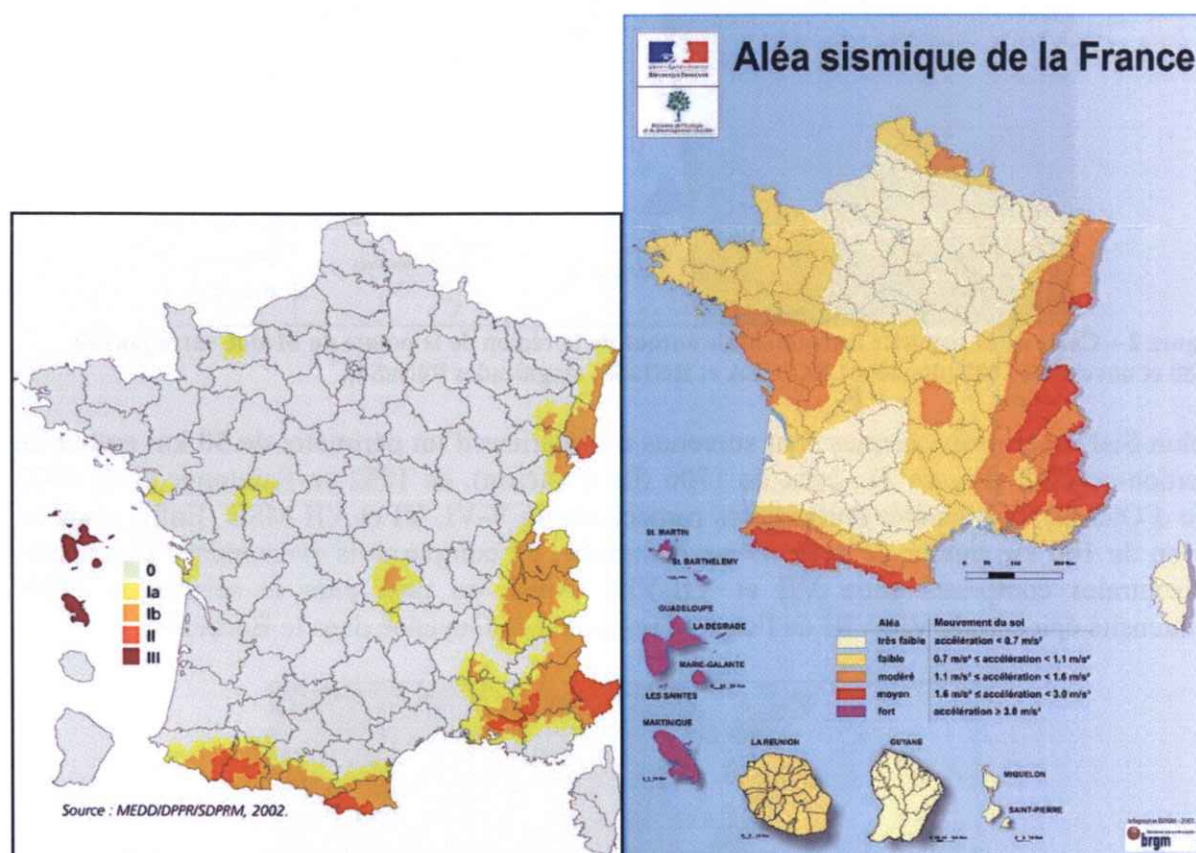 0
Ia
Ib
II
III
Source : MEDD/DPPR/SDPRM, 2002.
Aléa sismique de la France
ST. MARTIN
ST. BARTHÉLEMY
GUADELOUPE
LA DÉSIRADE
MARIE-GALANTE
LES SAINTES
MARTINIQUE
Aléa Mouvement du sol
très faible accélération < 0.7 m/s²
faible 0.7 m/s² ≤ accélération < 1.1 m/s²
modéré 1.1 m/s² ≤ accélération < 1.6 m/s²
moyen 1.6 m/s² ≤ accélération < 3.0 m/s²
fort accélération ≥ 3.0 m/s²
LA RÉUNION
GUYANE
MIQUELON
SAINT-PIERRE
brgm